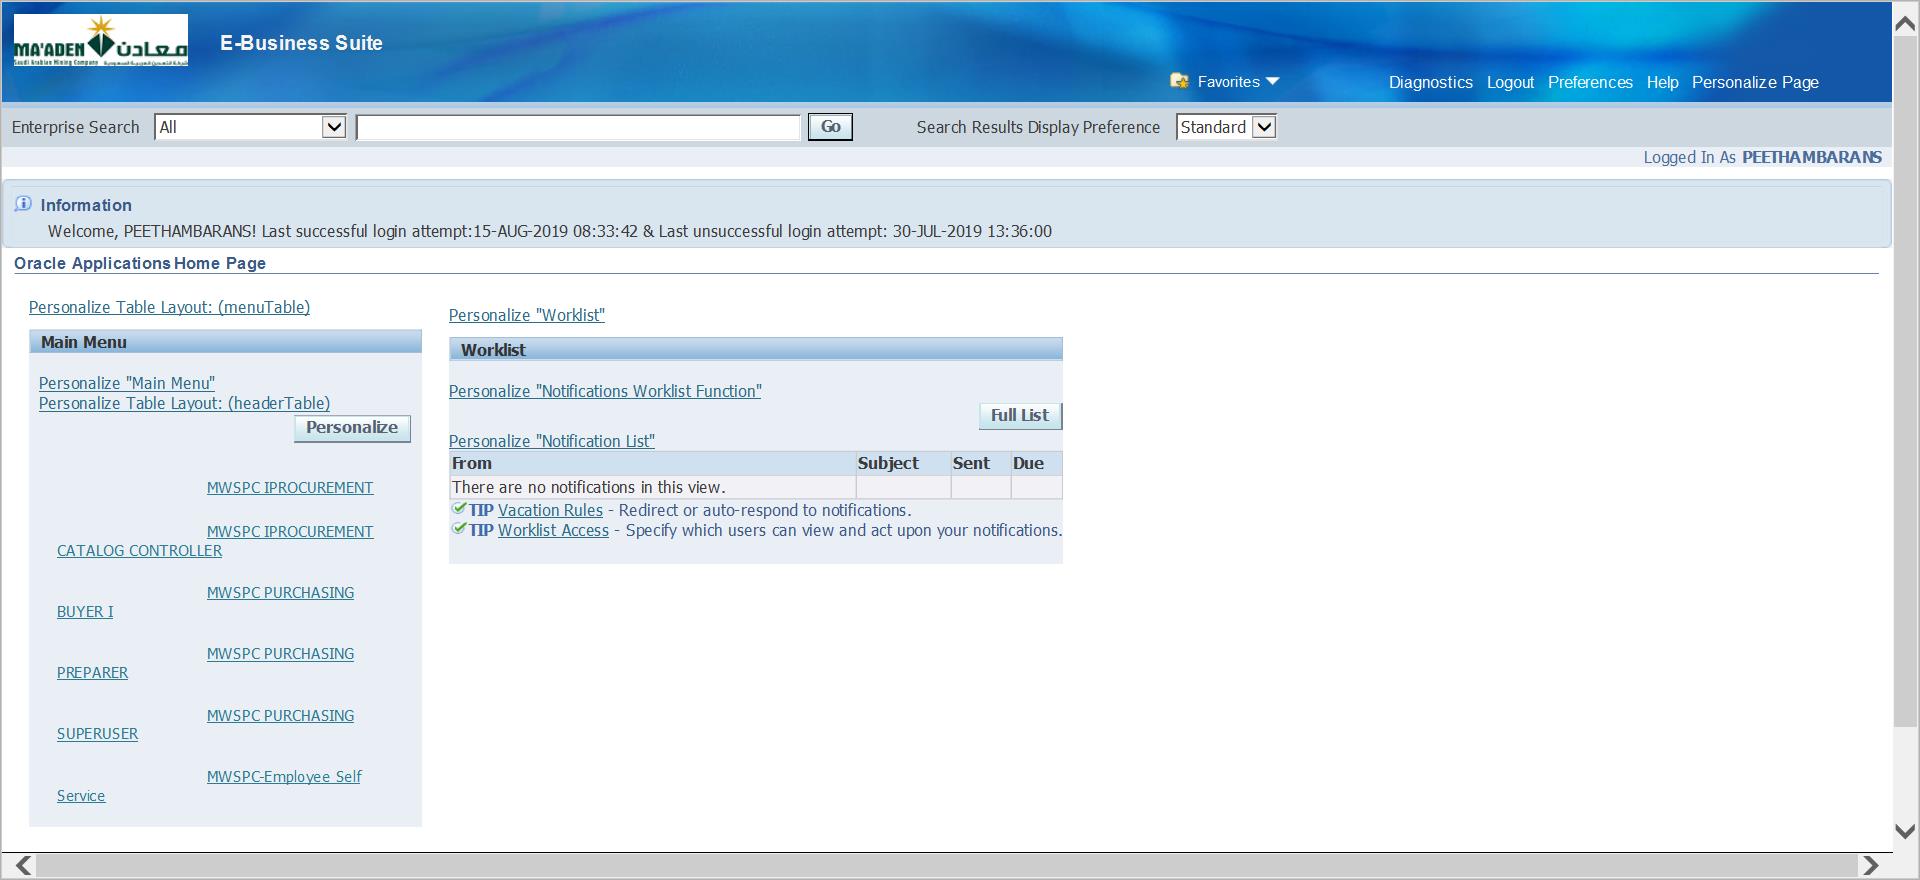 MA'ADEN معادن
Saudi Arabian Mining Company شركة التعدين العربية السعودية
E-Business Suite
Favorites
Diagnostics Logout Preferences Help Personalize Page
Enterprise Search All Go Search Results Display Preference Standard
Logged In As PEETHAMBARANS
Information
Welcome, PEETHAMBARANS! Last successful login attempt:15-AUG-2019 08:33:42 & Last unsuccessful login attempt: 30-JUL-2019 13:36:00
Oracle Applications Home Page
Personalize Table Layout: (menuTable)
Main Menu
Personalize "Main Menu"
Personalize Table Layout: (headerTable)
Personalize
MWSPC IPROCUREMENT
MWSPC IPROCUREMENT
CATALOG CONTROLLER
MWSPC PURCHASING
BUYER I
MWSPC PURCHASING
PREPARER
MWSPC PURCHASING
SUPERUSER
MWSPC-Employee Self
Service
Personalize "Worklist"
Worklist
Personalize "Notifications Worklist Function"
Full List
Personalize "Notification List"
From Subject Sent Due
There are no notifications in this view.
TIP Vacation Rules - Redirect or auto-respond to notifications.
TIP Worklist Access - Specify which users can view and act upon your notifications.